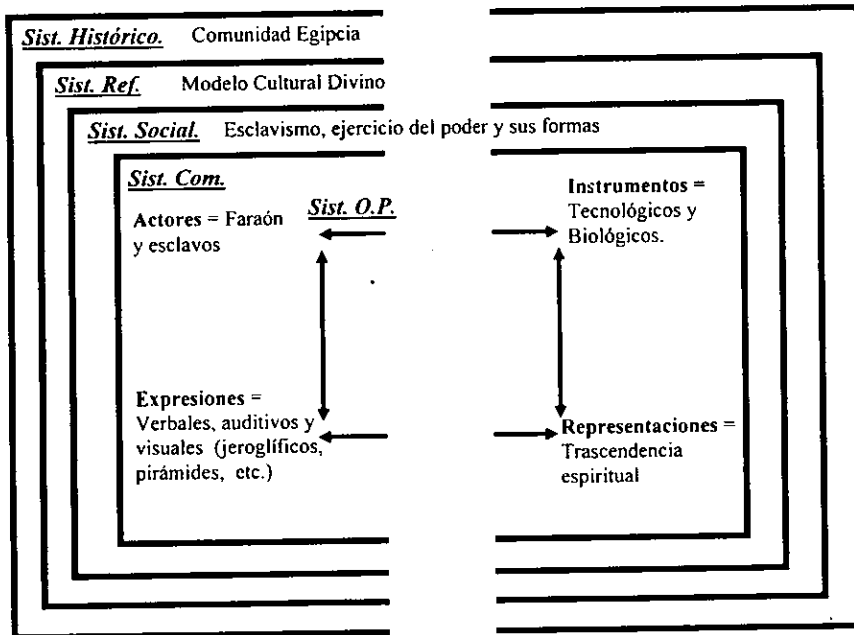 Sist. Histórico. Comunidad Egipcia
Sist. Ref. Modelo Cultural Divino
Sist. Social. Esclavismo, ejercicio del poder y sus formas
Sist. Com.
Actores = Faraón
y esclavos
Sist. O.P.
Instrumentos =
Tecnológicos y
Biológicos.
Expresiones =
Verbales, auditivos y
visuales (jeroglíficos,
pirámides, etc.)
Representaciones =
Trascendencia
espiritual